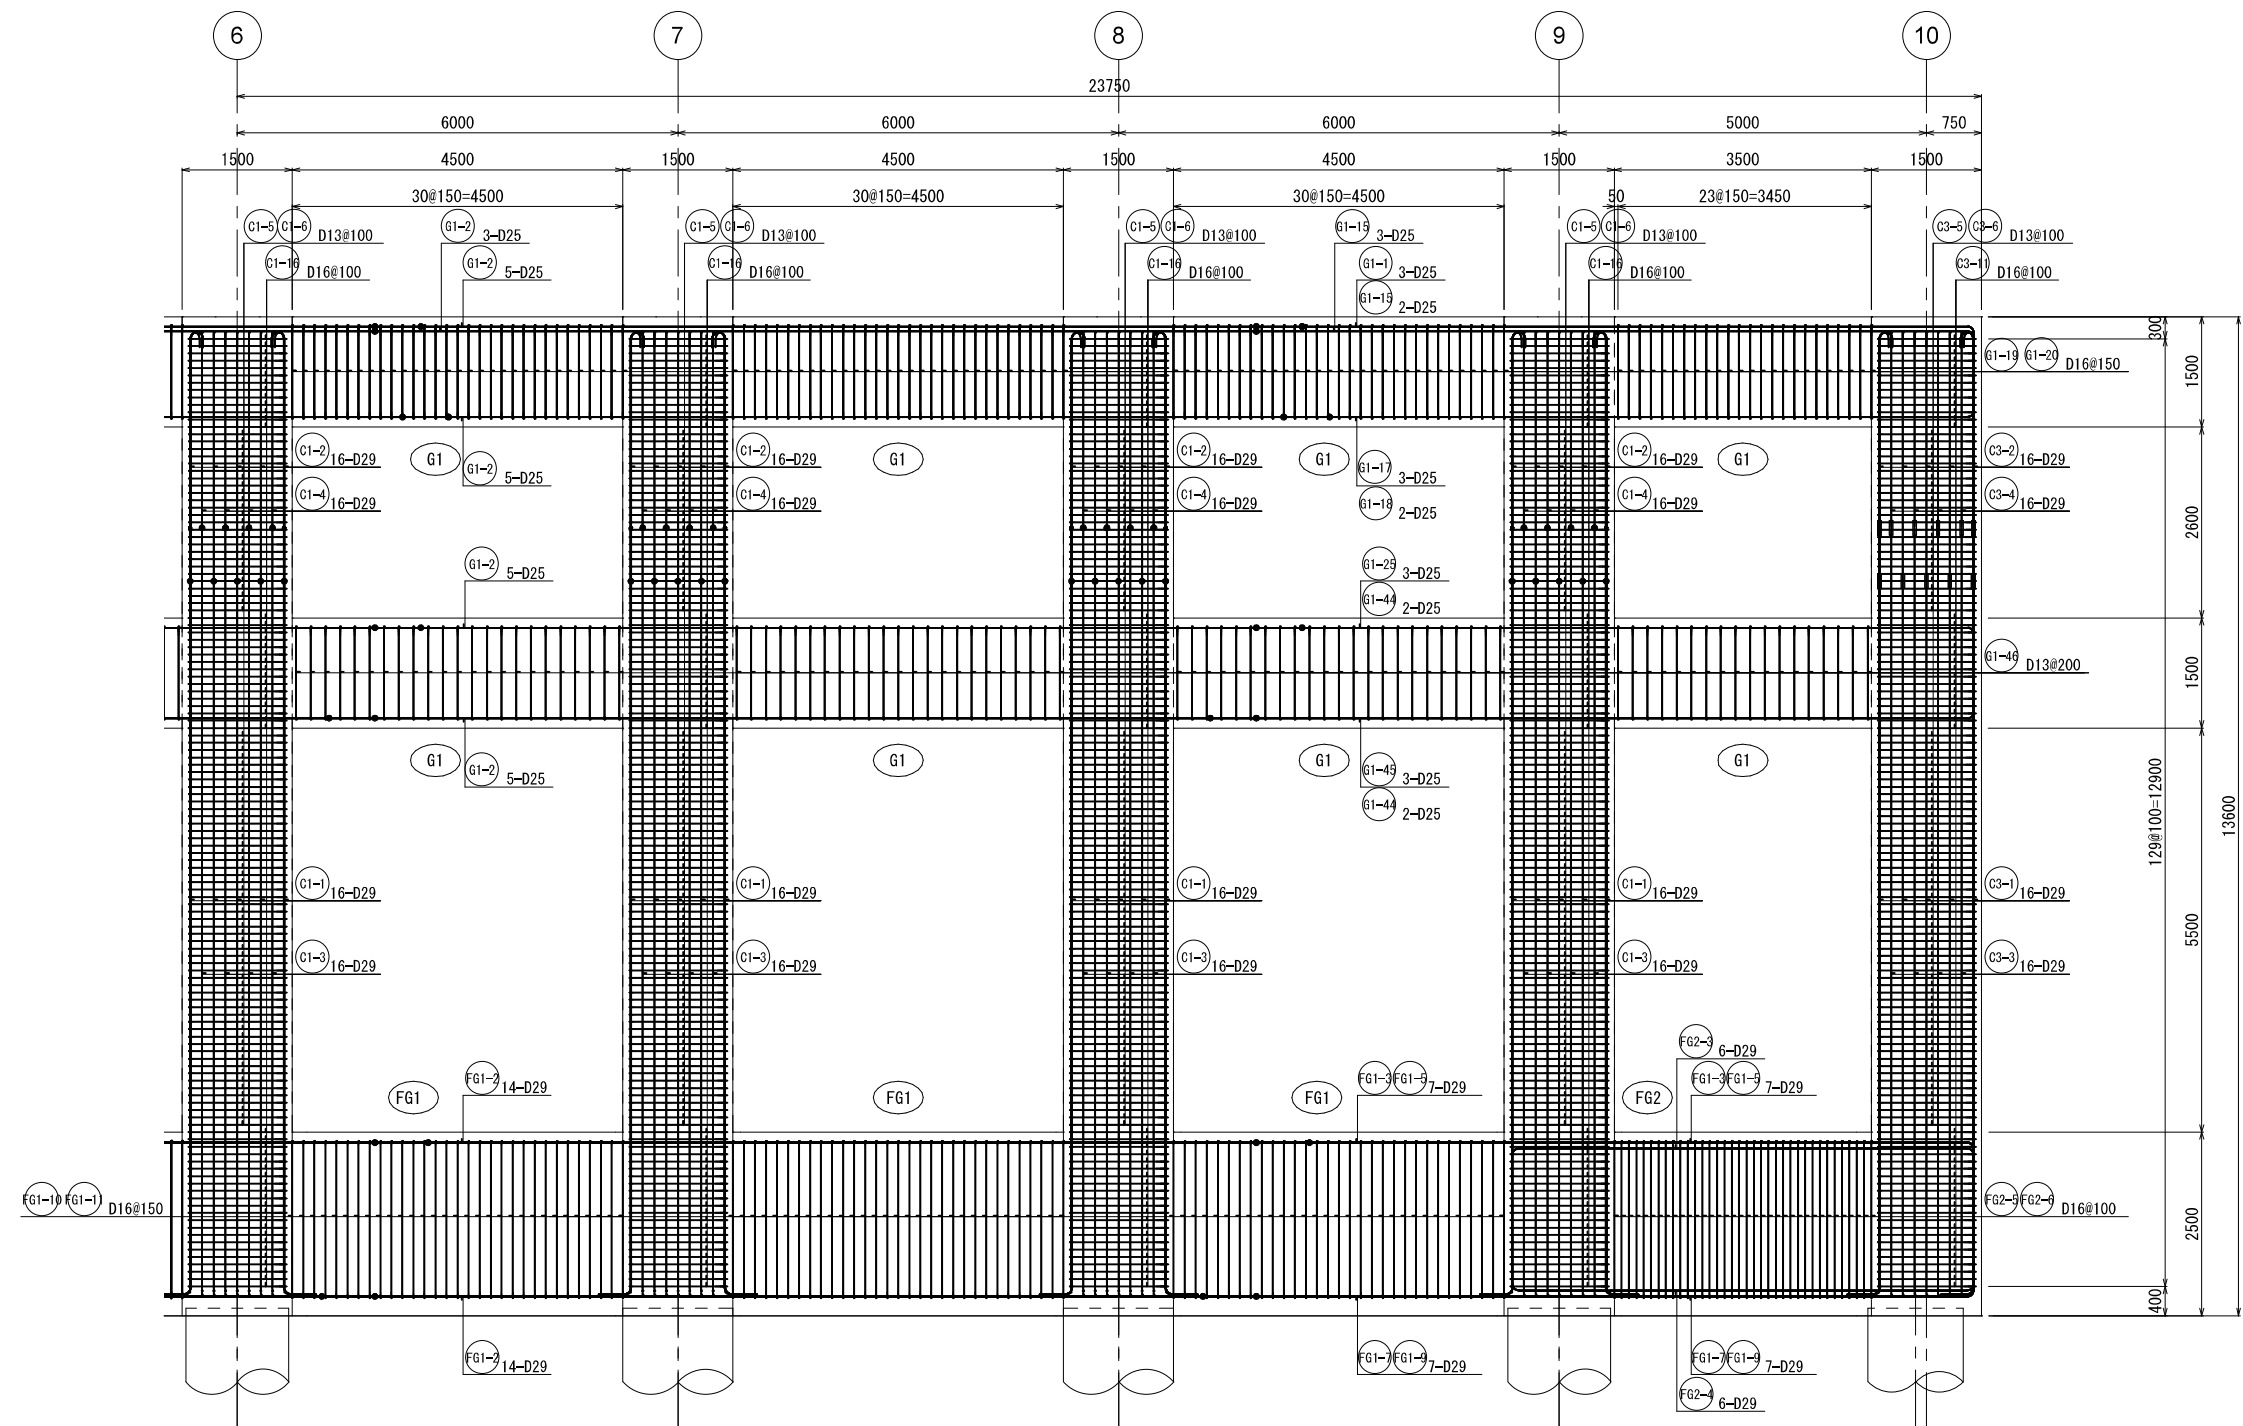 6 7 8 9 10
23750
6000 6000 6000 5000 750
1500 4500 1500 4500 1500 4500 1500 3500 1500
30@150=4500 30@150=4500 30@150=4500 50 23@150=3450
C1-5 C1-6 D13@100 G1-2 3-D25 C1-5 C1-6 D13@100 C1-5 C1-6 D13@100 G1-15 3-D25 C1-5 C1-6 D13@100 C3-5 C3-6 D13@100
C1-16 D16@100 G1-2 5-D25 C1-16 D16@100 C1-16 D16@100 G1-1 3-D25 C1-16 D16@100 C3-11 D16@100
G1-15 2-D25
300
G1-19 G1-20 D16@150
1500
C1-2 16-D29 G1 G1-2 5-D25 C1-2 16-D29 G1 C1-2 16-D29 G1 G1-17 3-D25 C1-2 16-D29 G1 C3-2 16-D29
C1-4 16-D29 C1-4 16-D29 C1-4 16-D29 G1-18 2-D25 C1-4 16-D29 C3-4 16-D29
2600
G1-2 5-D25 G1-25 3-D25
G1-44 2-D25
G1-46 D13@200
1500
G1 G1-2 5-D25 G1 G1 G1-45 3-D25 G1
G1-44 2-D25
129@100=12900
13600
C1-1 16-D29 C1-1 16-D29 C1-1 16-D29 C1-1 16-D29 C3-1 16-D29
5500
C1-3 16-D29 C1-3 16-D29 C1-3 16-D29 C1-3 16-D29 C3-3 16-D29
FG2-3 6-D29
FG1-2 14-D29 FG1-3 FG1-5 7-D29 FG1-3 FG1-5 7-D29
FG1 FG1 FG1 FG2
FG1-10 FG1-11 D16@150 FG2-5 FG2-6 D16@100
2500
400
FG1-2 14-D29 FG1-7 FG1-9 7-D29 FG1-7 FG1-9 7-D29
FG2-4 6-D29